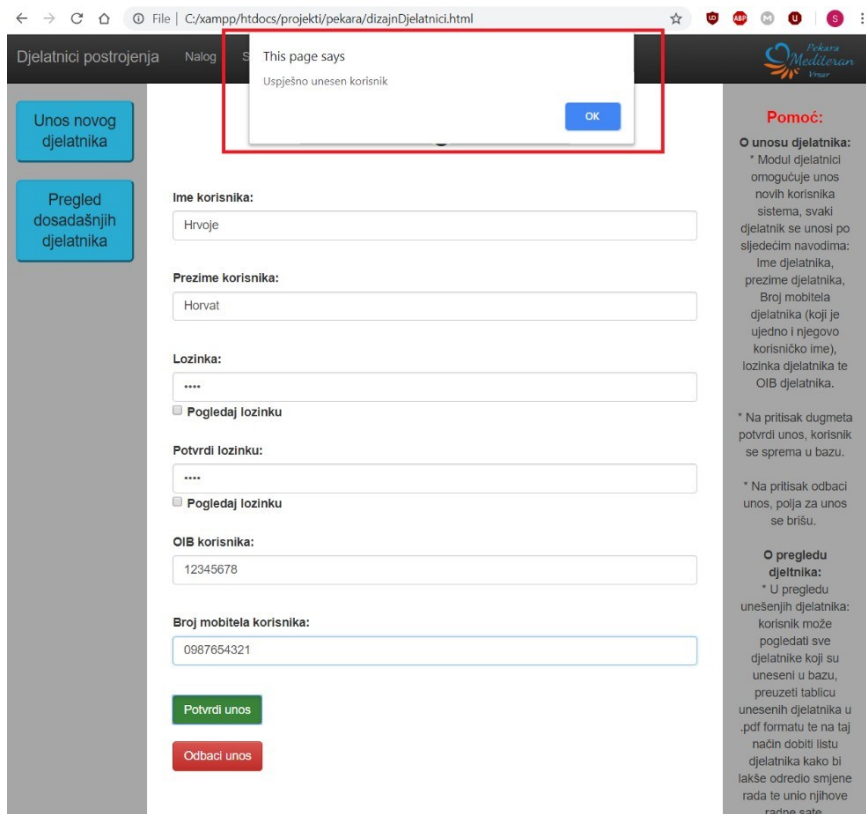 File | C:/xampp/htdocs/projekti/pekara/dizajnDjelatnici.html
Djelatnici postrojenja Nalog
This page says
Uspješno unesen korisnik
OK
Pekara
Mediteran
Vrsar
Unos novog
djelatnika
Pregled
dosadašnjih
djelatnika
Ime korisnika:
Hrvoje
Prezime korisnika:
Horvat
Lozinka:
••••
Pogledaj lozinku
Potvrdi lozinku:
••••
Pogledaj lozinku
OIB korisnika:
12345678
Broj mobitela korisnika:
0987654321
Potvrdi unos
Odbaci unos
Pomoć:
O unosu djelatnika:
* Modul djelatnici
omogućuje unos
novih korisnika
sistema, svaki
djelatnik se unosi po
sljedećim navodima:
Ime djelatnika,
prezime djelatnika,
Broj mobitela
djelatnika (koji je
ujedno i njegovo
korisničko ime),
lozinka djelatnika te
OIB djelatnika.
* Na pritisak dugmeta
potvrdi unos, korisnik
se sprema u bazu.
* Na pritisak odbaci
unos, polja za unos
se brišu.
O pregledu
djeltnika:
* U pregledu
unešenjih djelatnika:
korisnik može
pogledati sve
djelatnike koji su
uneseni u bazu,
preuzeti tablicu
unesenih djelatnika u
.pdf formatu te na taj
način dobiti listu
djelatnika kako bi
lakše odredio smjene
rada te unio njihove
radne sate